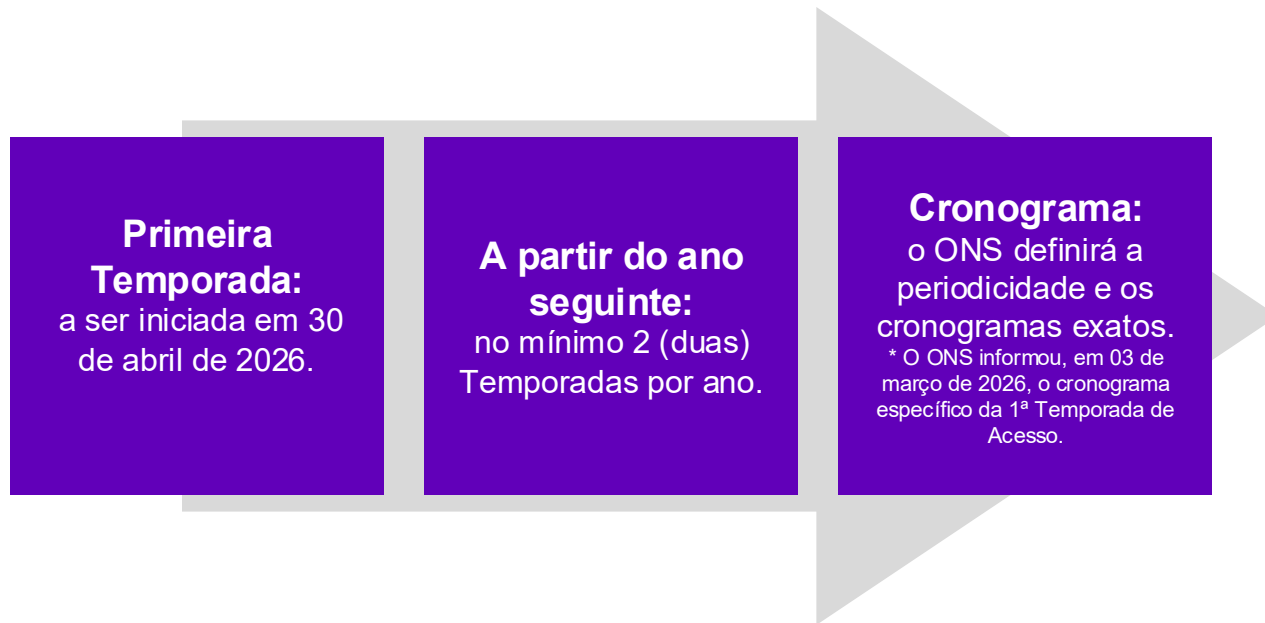 Primeira
Temporada:
a ser iniciada em 30
de abril de 2026.
A partir do ano
seguinte:
no mínimo 2 (duas)
Temporadas por ano.
Cronograma:
o ONS definirá a
periodicidade e os
cronogramas exatos.
* O ONS informou, em 03 de
março de 2026, o cronograma
específico da 1ª Temporada de
Acesso.